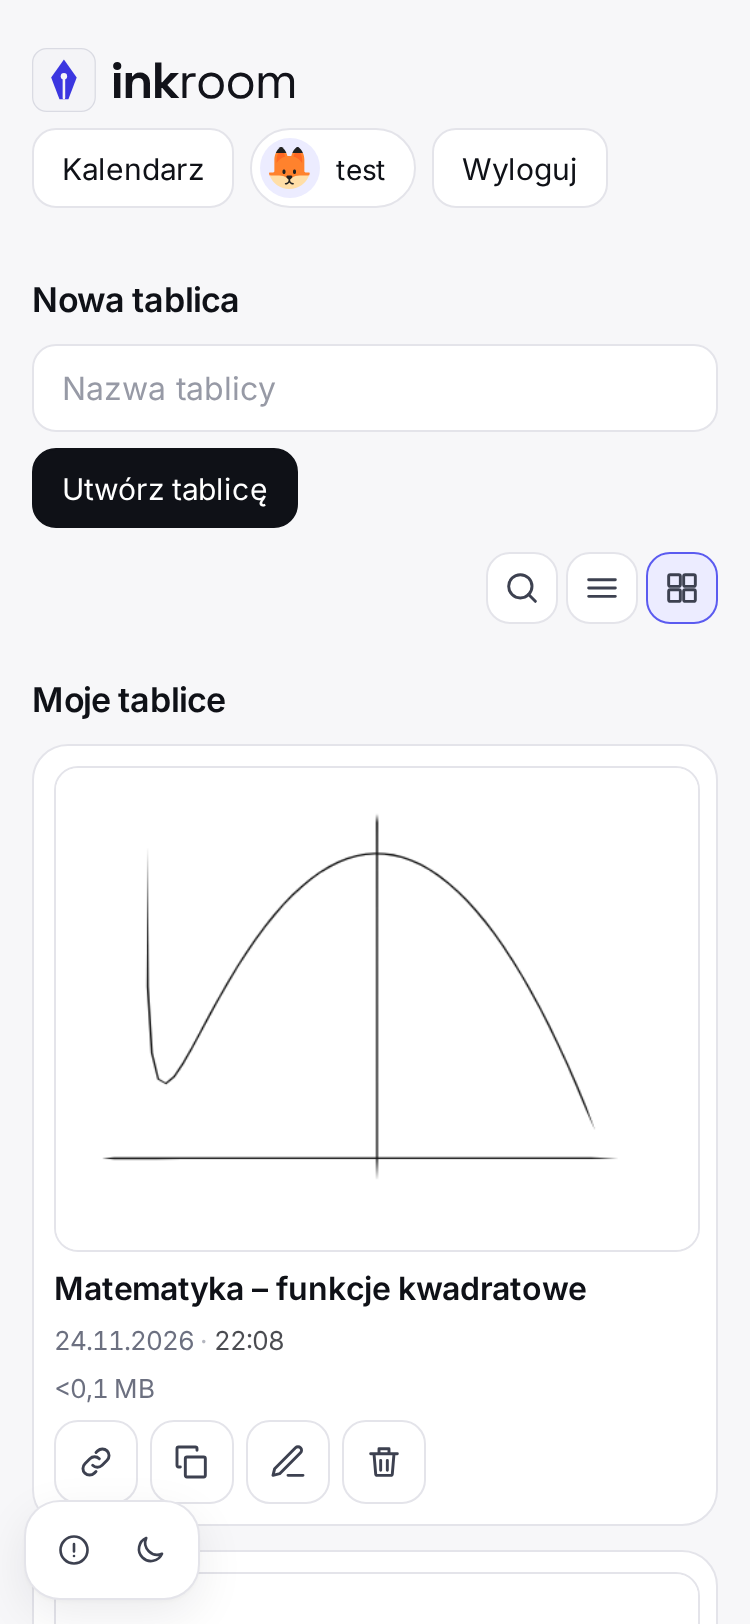 inkroom
Kalendarz
test
Wyloguj
Nowa tablica
Nazwa tablicy
Utwórz tablicę
Moje tablice
Matematyka – funkcje kwadratowe
24.11.2026 · 22:08
<0,1 MB